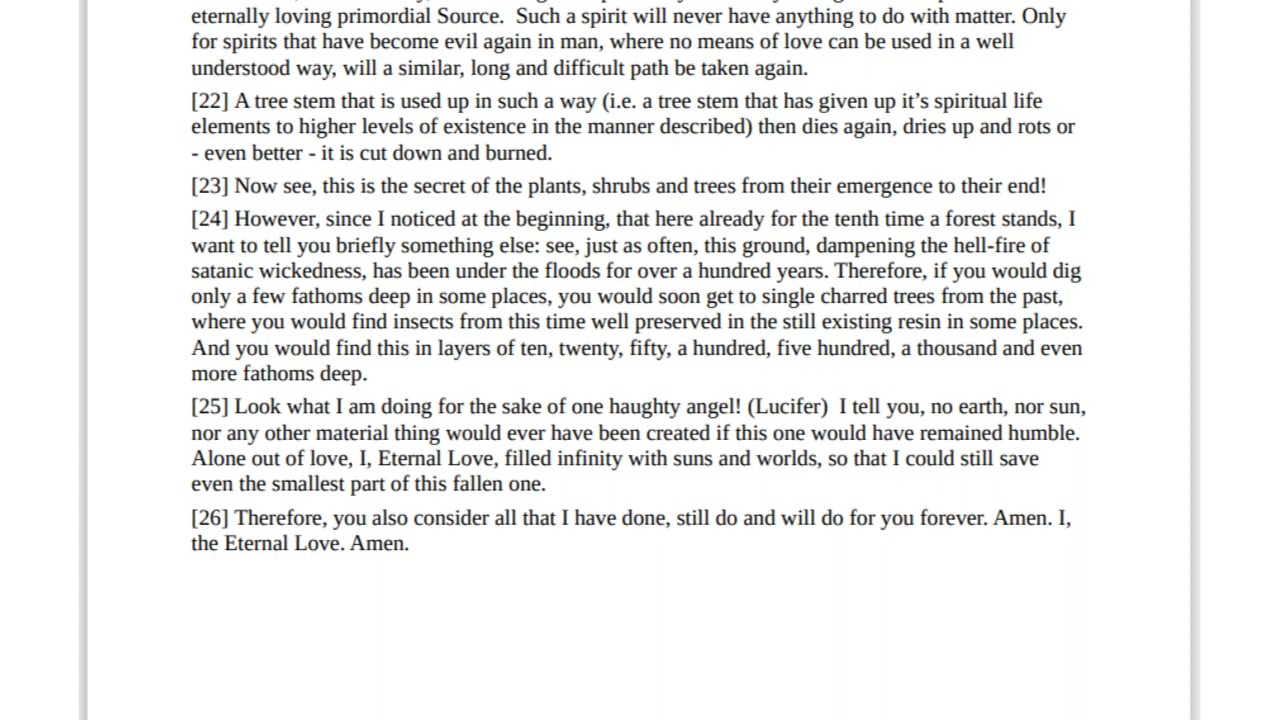 eternally loving primordial Source.  Such a spirit will never have anything to do with matter. Only
for spirits that have become evil again in man, where no means of love can be used in a well
understood way, will a similar, long and difficult path be taken again.
[22] A tree stem that is used up in such a way (i.e. a tree stem that has given up it’s spiritual life
elements to higher levels of existence in the manner described) then dies again, dries up and rots or
- even better - it is cut down and burned.
[23] Now see, this is the secret of the plants, shrubs and trees from their emergence to their end!
[24] However, since I noticed at the beginning, that here already for the tenth time a forest stands, I
want to tell you briefly something else: see, just as often, this ground, dampening the hell-fire of
satanic wickedness, has been under the floods for over a hundred years. Therefore, if you would dig
only a few fathoms deep in some places, you would soon get to single charred trees from the past,
where you would find insects from this time well preserved in the still existing resin in some places.
And you would find this in layers of ten, twenty, fifty, a hundred, five hundred, a thousand and even
more fathoms deep.
[25] Look what I am doing for the sake of one haughty angel! (Lucifer)  I tell you, no earth, nor sun,
nor any other material thing would ever have been created if this one would have remained humble.
Alone out of love, I, Eternal Love, filled infinity with suns and worlds, so that I could still save
even the smallest part of this fallen one.
[26] Therefore, you also consider all that I have done, still do and will do for you forever. Amen. I,
the Eternal Love. Amen.